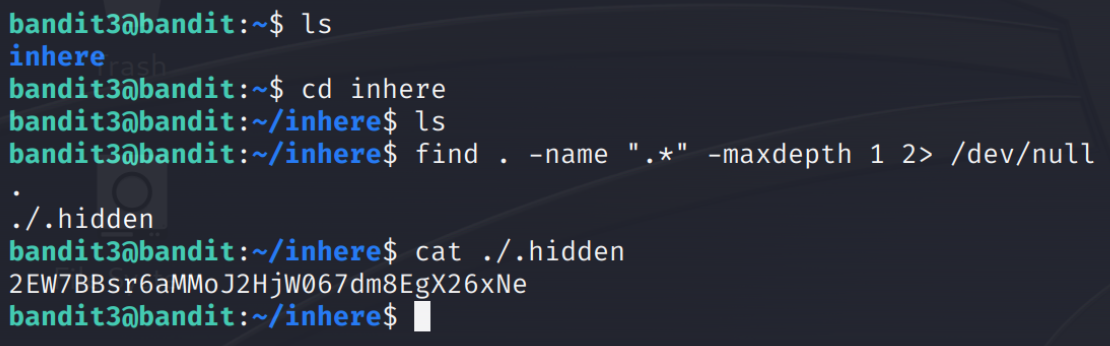 bandit3@bandit:~$ ls
inhere
bandit3@bandit:~$ cd inhere
bandit3@bandit:~/inhere$ ls
bandit3@bandit:~/inhere$ find . -name ".*" -maxdepth 1 2> /dev/null
.
./.hidden
bandit3@bandit:~/inhere$ cat ./.hidden
2EW7BBsr6aMMoJ2HjW067dm8EgX26xNe
bandit3@bandit:~/inhere$